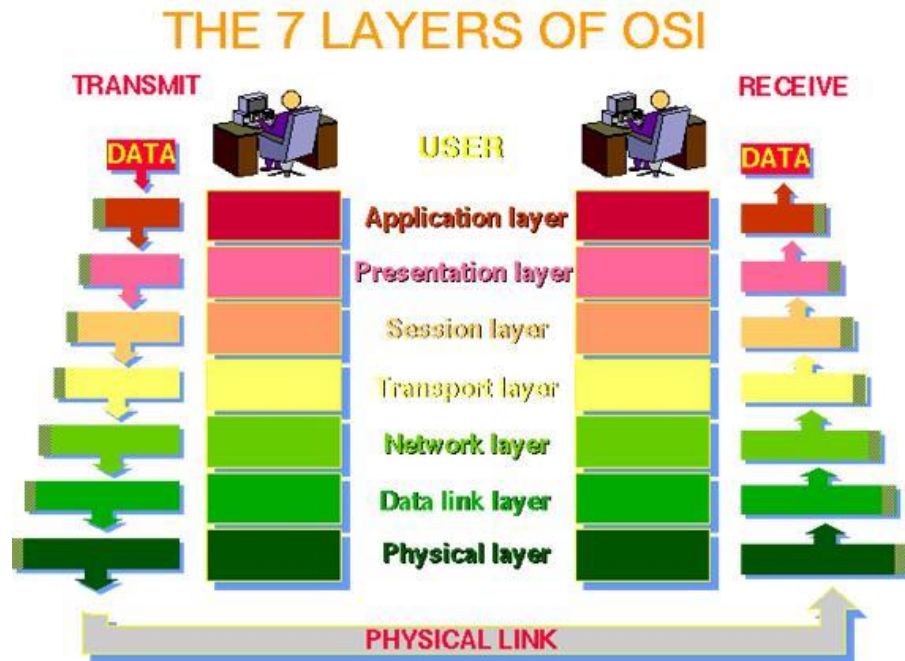 THE 7 LAYERS OF OSI
TRANSMIT
RECEIVE
DATA
USER
DATA
Application layer
Presentation layer
Session layer
Transport layer
Network layer
Data link layer
Physical layer
PHYSICAL LINK